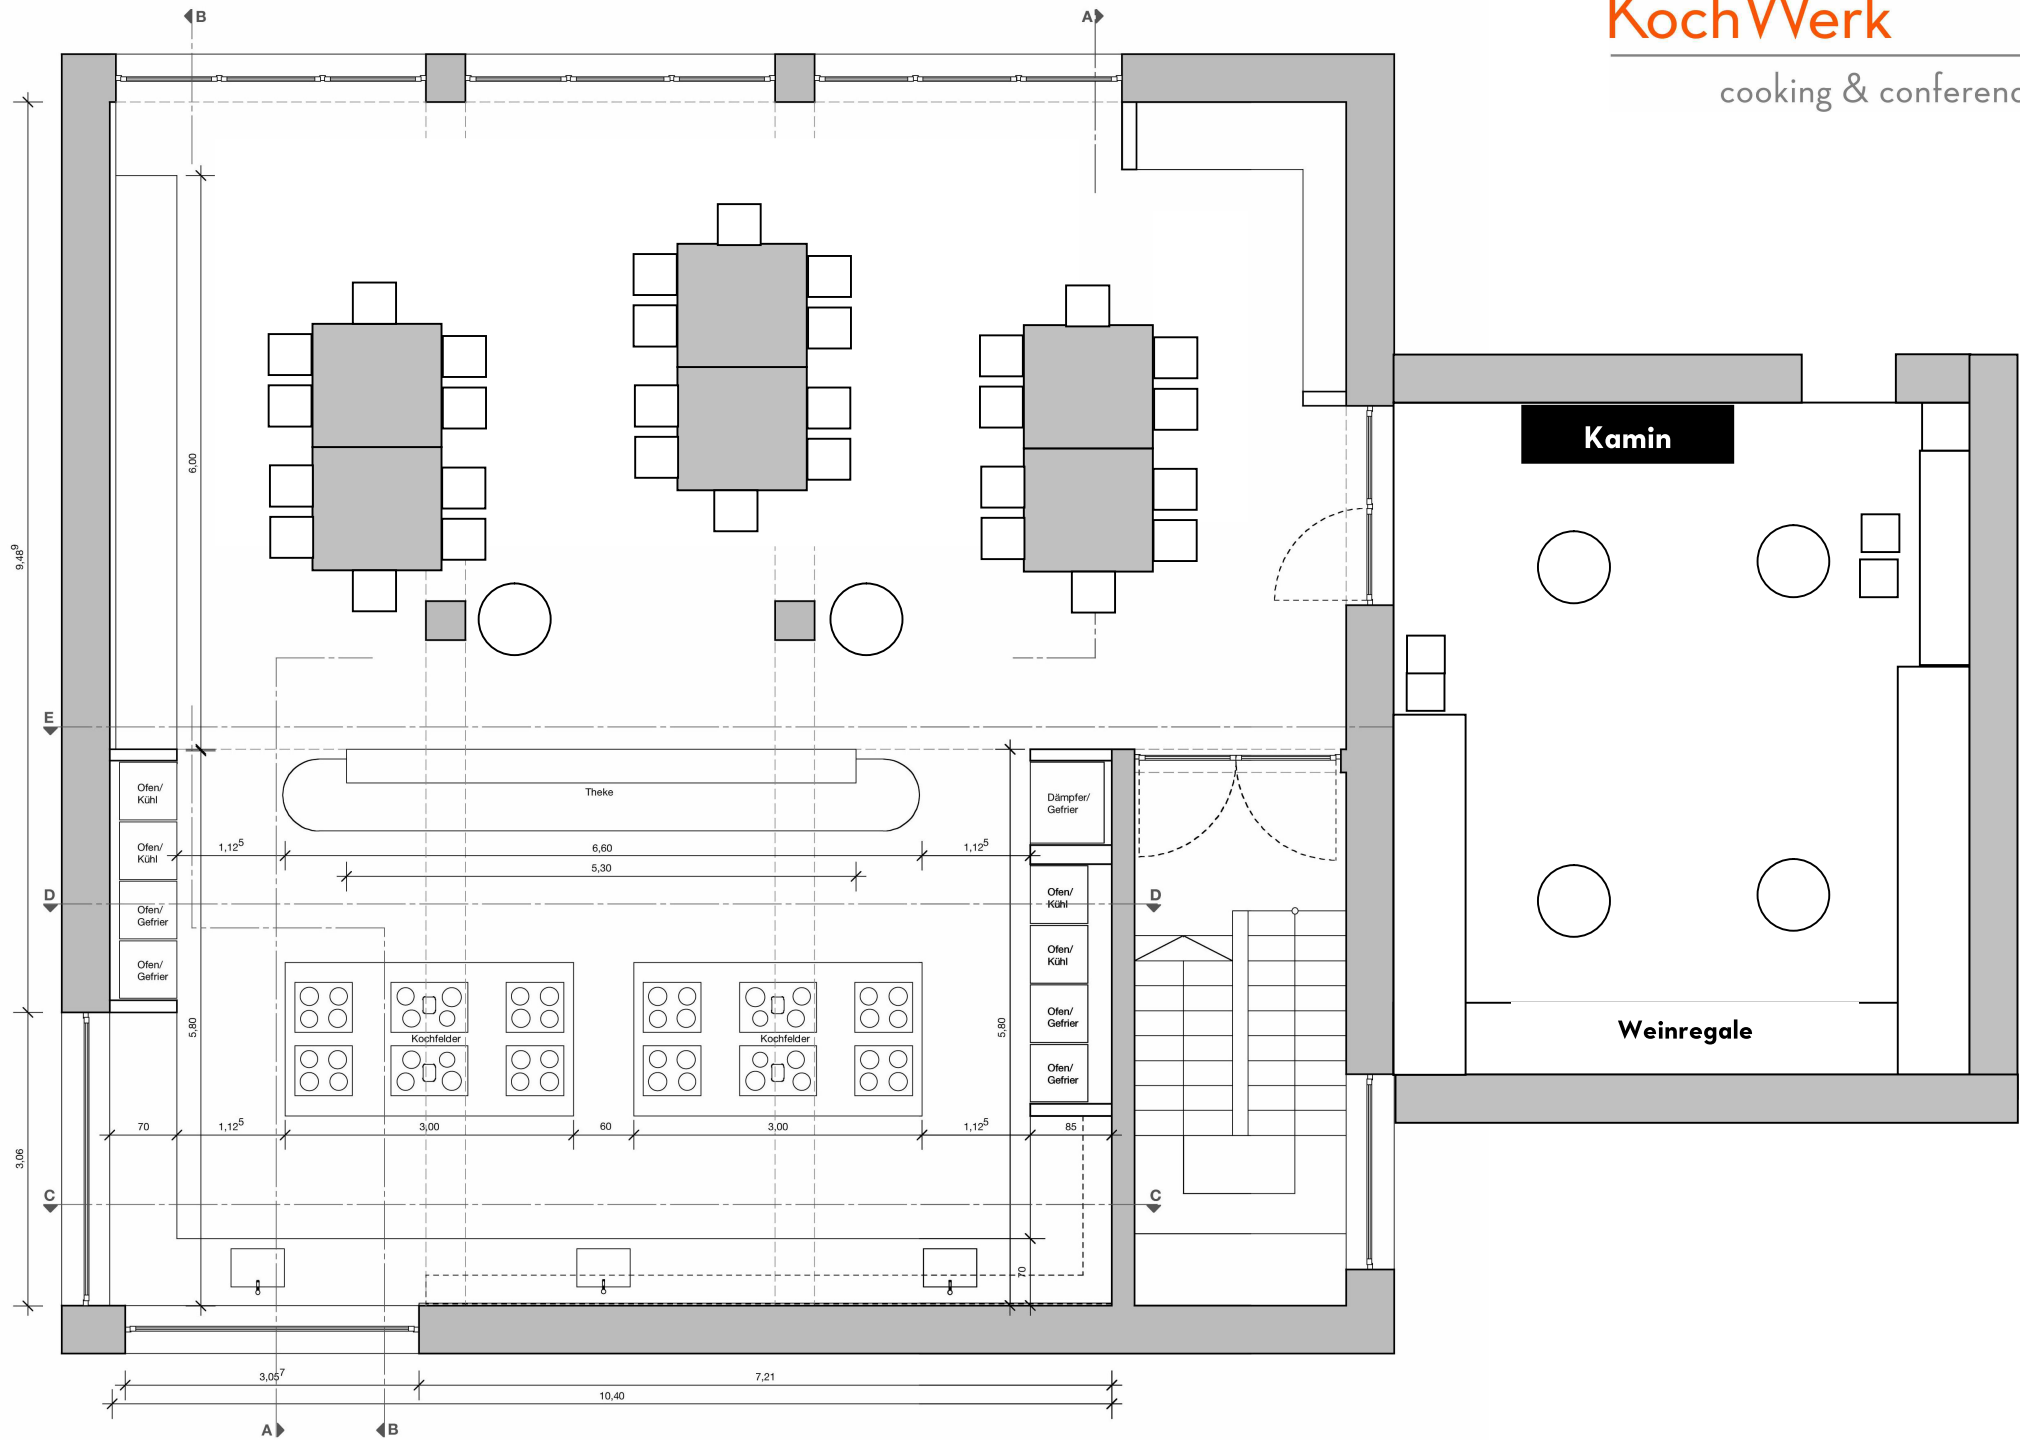 B
A
KochWerk
cooking & conferenc
6,00
9,48⁹
Kamin
E
Ofen/
Kühl
Theke
Dämpfer/
Gefrier
Ofen/
Kühl
1,12⁵
6,60
1,12⁵
5,30
D
D
Ofen/
Kühl
Ofen/
Gefrier
Ofen/
Kühl
Ofen/
Gefrier
5,80
5,80
Ofen/
Gefrier
Kochfelder
Kochfelder
Weinregale
Ofen/
Gefrier
70
1,12⁵
3,00
60
3,00
1,12⁵
85
3,06
C
C
70
3,05⁷
7,21
10,40
A
B